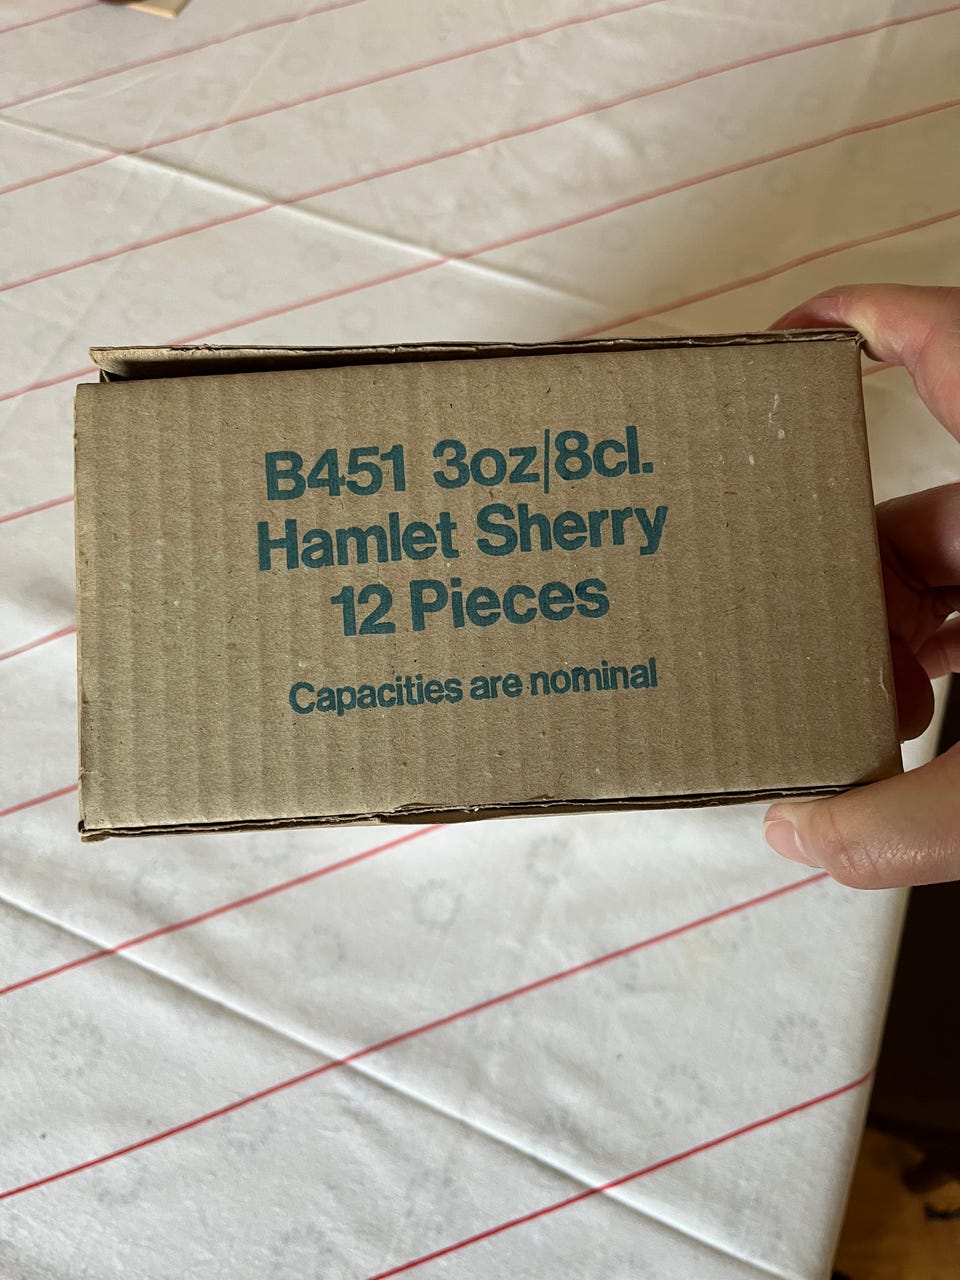 B451 3oz/8cl.
Hamlet Sherry
12 Pieces
Capacities are nominal